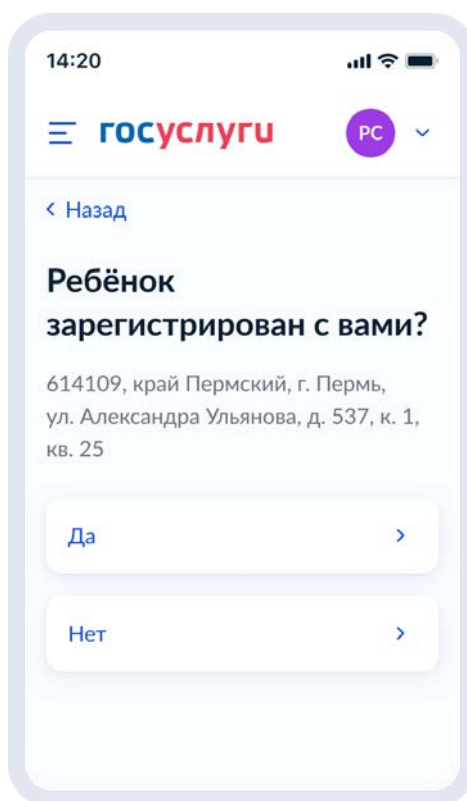 14:20
госуслуги
РС
Назад
Ребёнок
зарегистрирован с вами?
614109, край Пермский, г. Пермь,
ул. Александра Ульянова, д. 537, к. 1,
кв. 25
Да
Нет